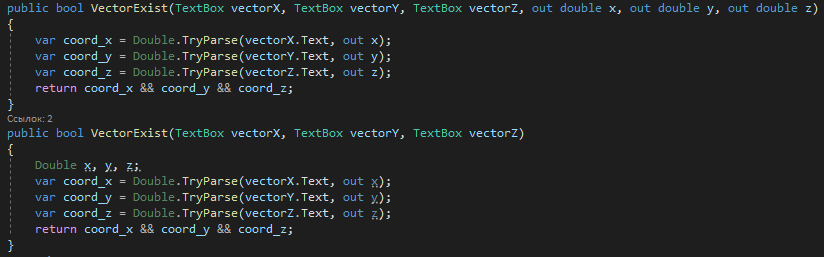 public bool VectorExist(TextBox vectorX, TextBox vectorY, TextBox vectorZ, out double x, out double y, out double z)
{
var coord_x = Double.TryParse(vectorX.Text, out x);
var coord_y = Double.TryParse(vectorY.Text, out y);
var coord_z = Double.TryParse(vectorZ.Text, out z);
return coord_x && coord_y && coord_z;
}
Ссылок: 2
public bool VectorExist(TextBox vectorX, TextBox vectorY, TextBox vectorZ)
{
Double x, y, z;
var coord_x = Double.TryParse(vectorX.Text, out x);
var coord_y = Double.TryParse(vectorY.Text, out y);
var coord_z = Double.TryParse(vectorZ.Text, out z);
return coord_x && coord_y && coord_z;
}